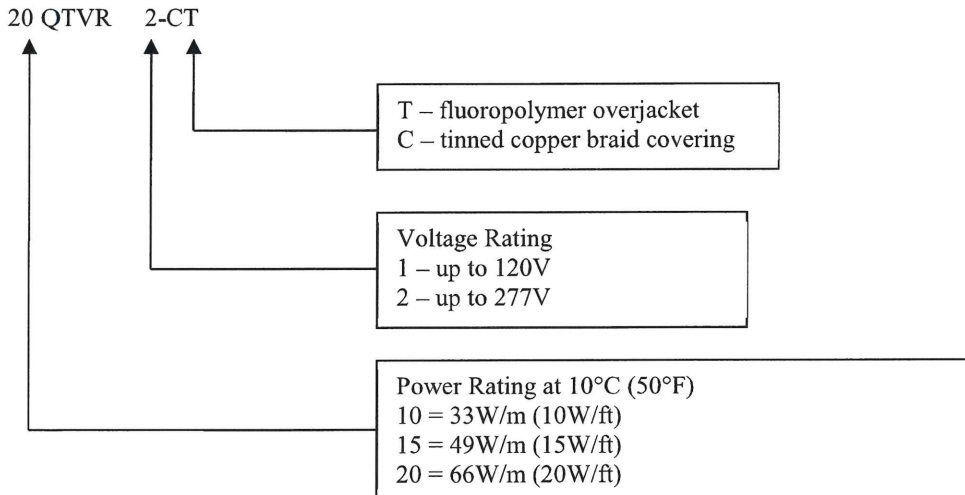 20 QTVR 2-CT
T – fluoropolymer overjacket
C – tinned copper braid covering
Voltage Rating
1 – up to 120V
2 – up to 277V
Power Rating at 10°C (50°F)
10 = 33W/m (10W/ft)
15 = 49W/m (15W/ft)
20 = 66W/m (20W/ft)